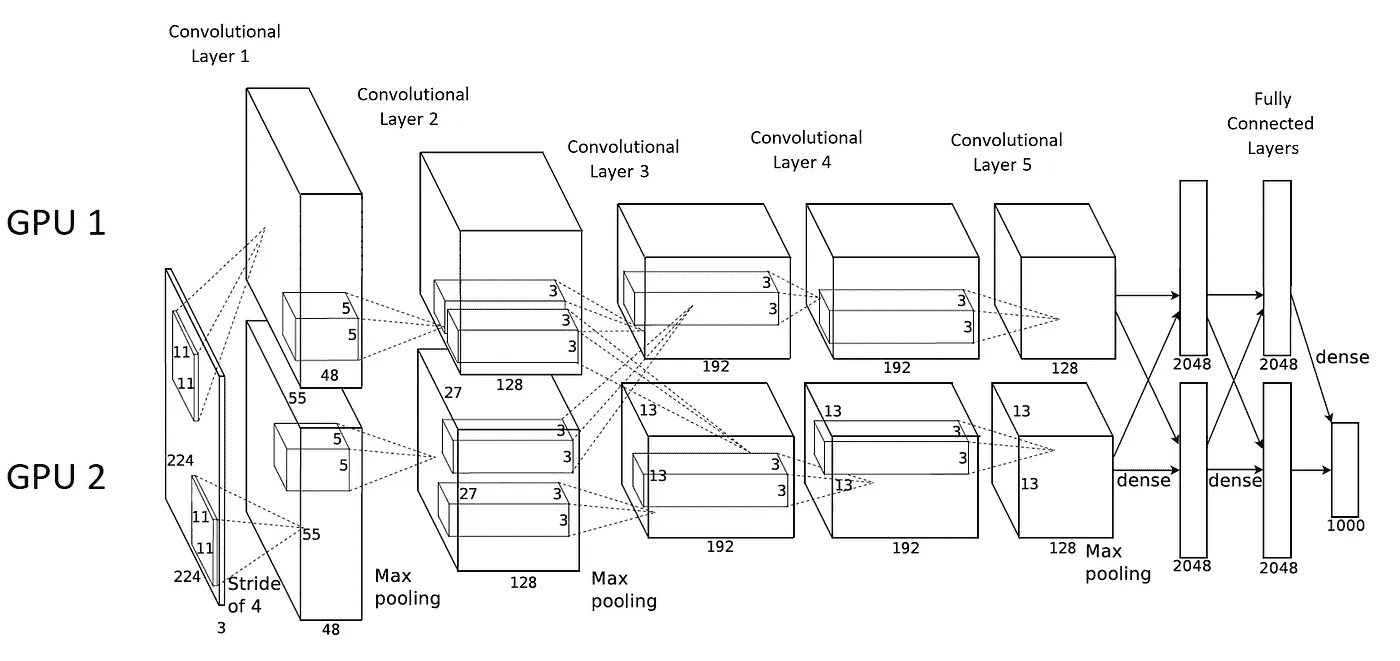 Convolutional
Layer 1
Convolutional
Layer 2
Convolutional
Layer 3
Convolutional
Layer 4
Convolutional
Layer 5
Fully
Connected
Layers
GPU 1
GPU 2
11
11
224
11
11
224
3
Stride
of 4
5
5
48
55
5
5
55
48
Max
pooling
3
3
3
128
27
3
3
27
3
3
128
Max
pooling
3
3
192
13
3
13
3
192
3
3
192
13
3
3
13
192
128
13
13
128
Max
pooling
dense
2048
2048
dense
2048
2048
dense
1000